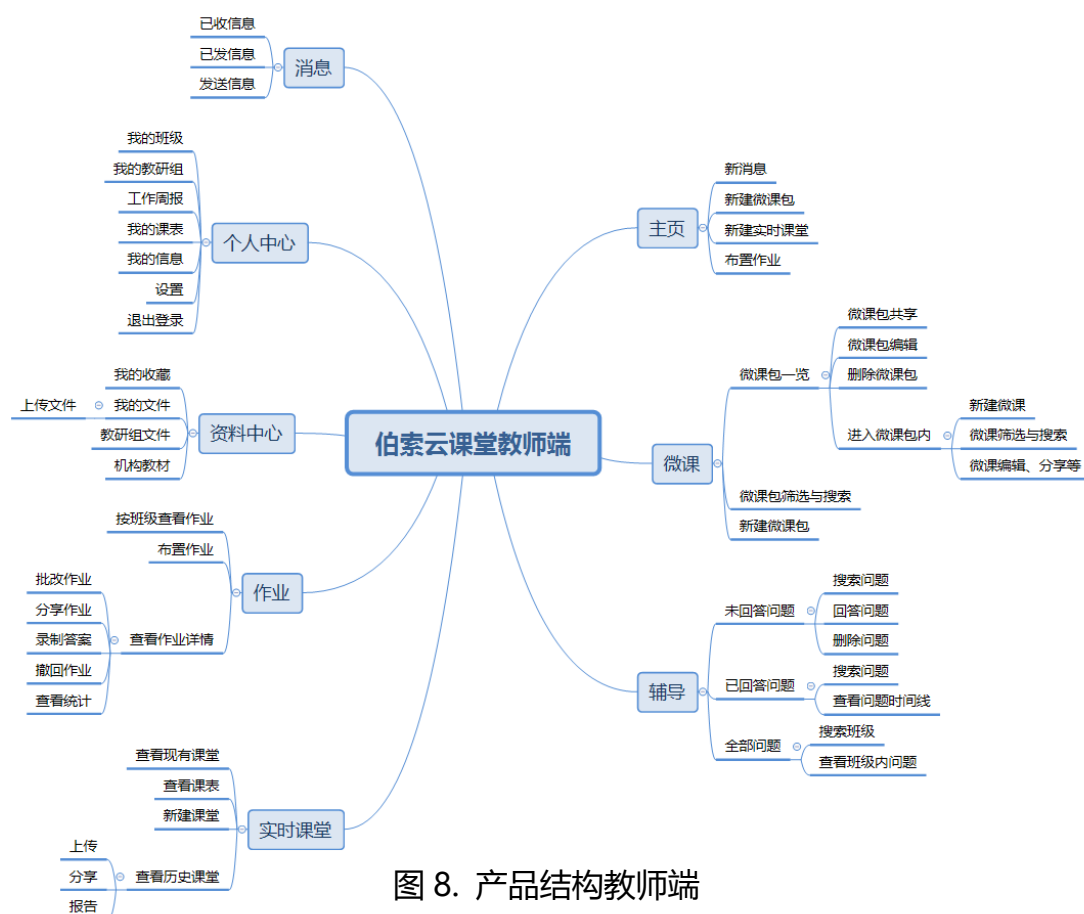 已收信息
已发信息
发送信息
消息
我的班级
我的教研组
工作周报
我的课表
我的信息
设置
退出登录
个人中心
我的收藏
上传文件
我的文件
教研组文件
机构教材
资料中心
按班级查看作业
布置作业
批改作业
分享作业
录制答案
撤回作业
查看统计
查看作业详情
作业
查看现有课堂
查看课表
新建课堂
上传
分享
报告
查看历史课堂
实时课堂
伯索云课堂教师端
主页
新消息
新建微课包
新建实时课堂
布置作业
微课
微课包一览
微课包共享
微课包编辑
删除微课包
进入微课包内
新建微课
微课筛选与搜索
微课编辑、分享等
微课包筛选与搜索
新建微课包
辅导
未回答问题
搜索问题
回答问题
删除问题
已回答问题
搜索问题
查看问题时间线
全部问题
搜索班级
查看班级内问题
图 8. 产品结构教师端